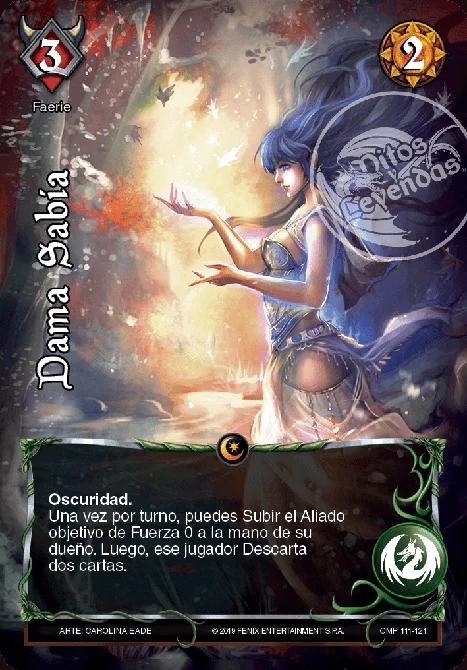 3
2
Faerie
Mitos
y
Leyendas
Dama Sabia
Oscuridad.
Una vez por turno, puedes Subir el Aliado
objetivo de Fuerza 0 a la mano de su
dueño. Luego, ese jugador Descarta
dos cartas.
ARTE: CAROLINA EADE
© 2019 FENIX ENTERTAINMENT S.P.A.
CMP 111-121